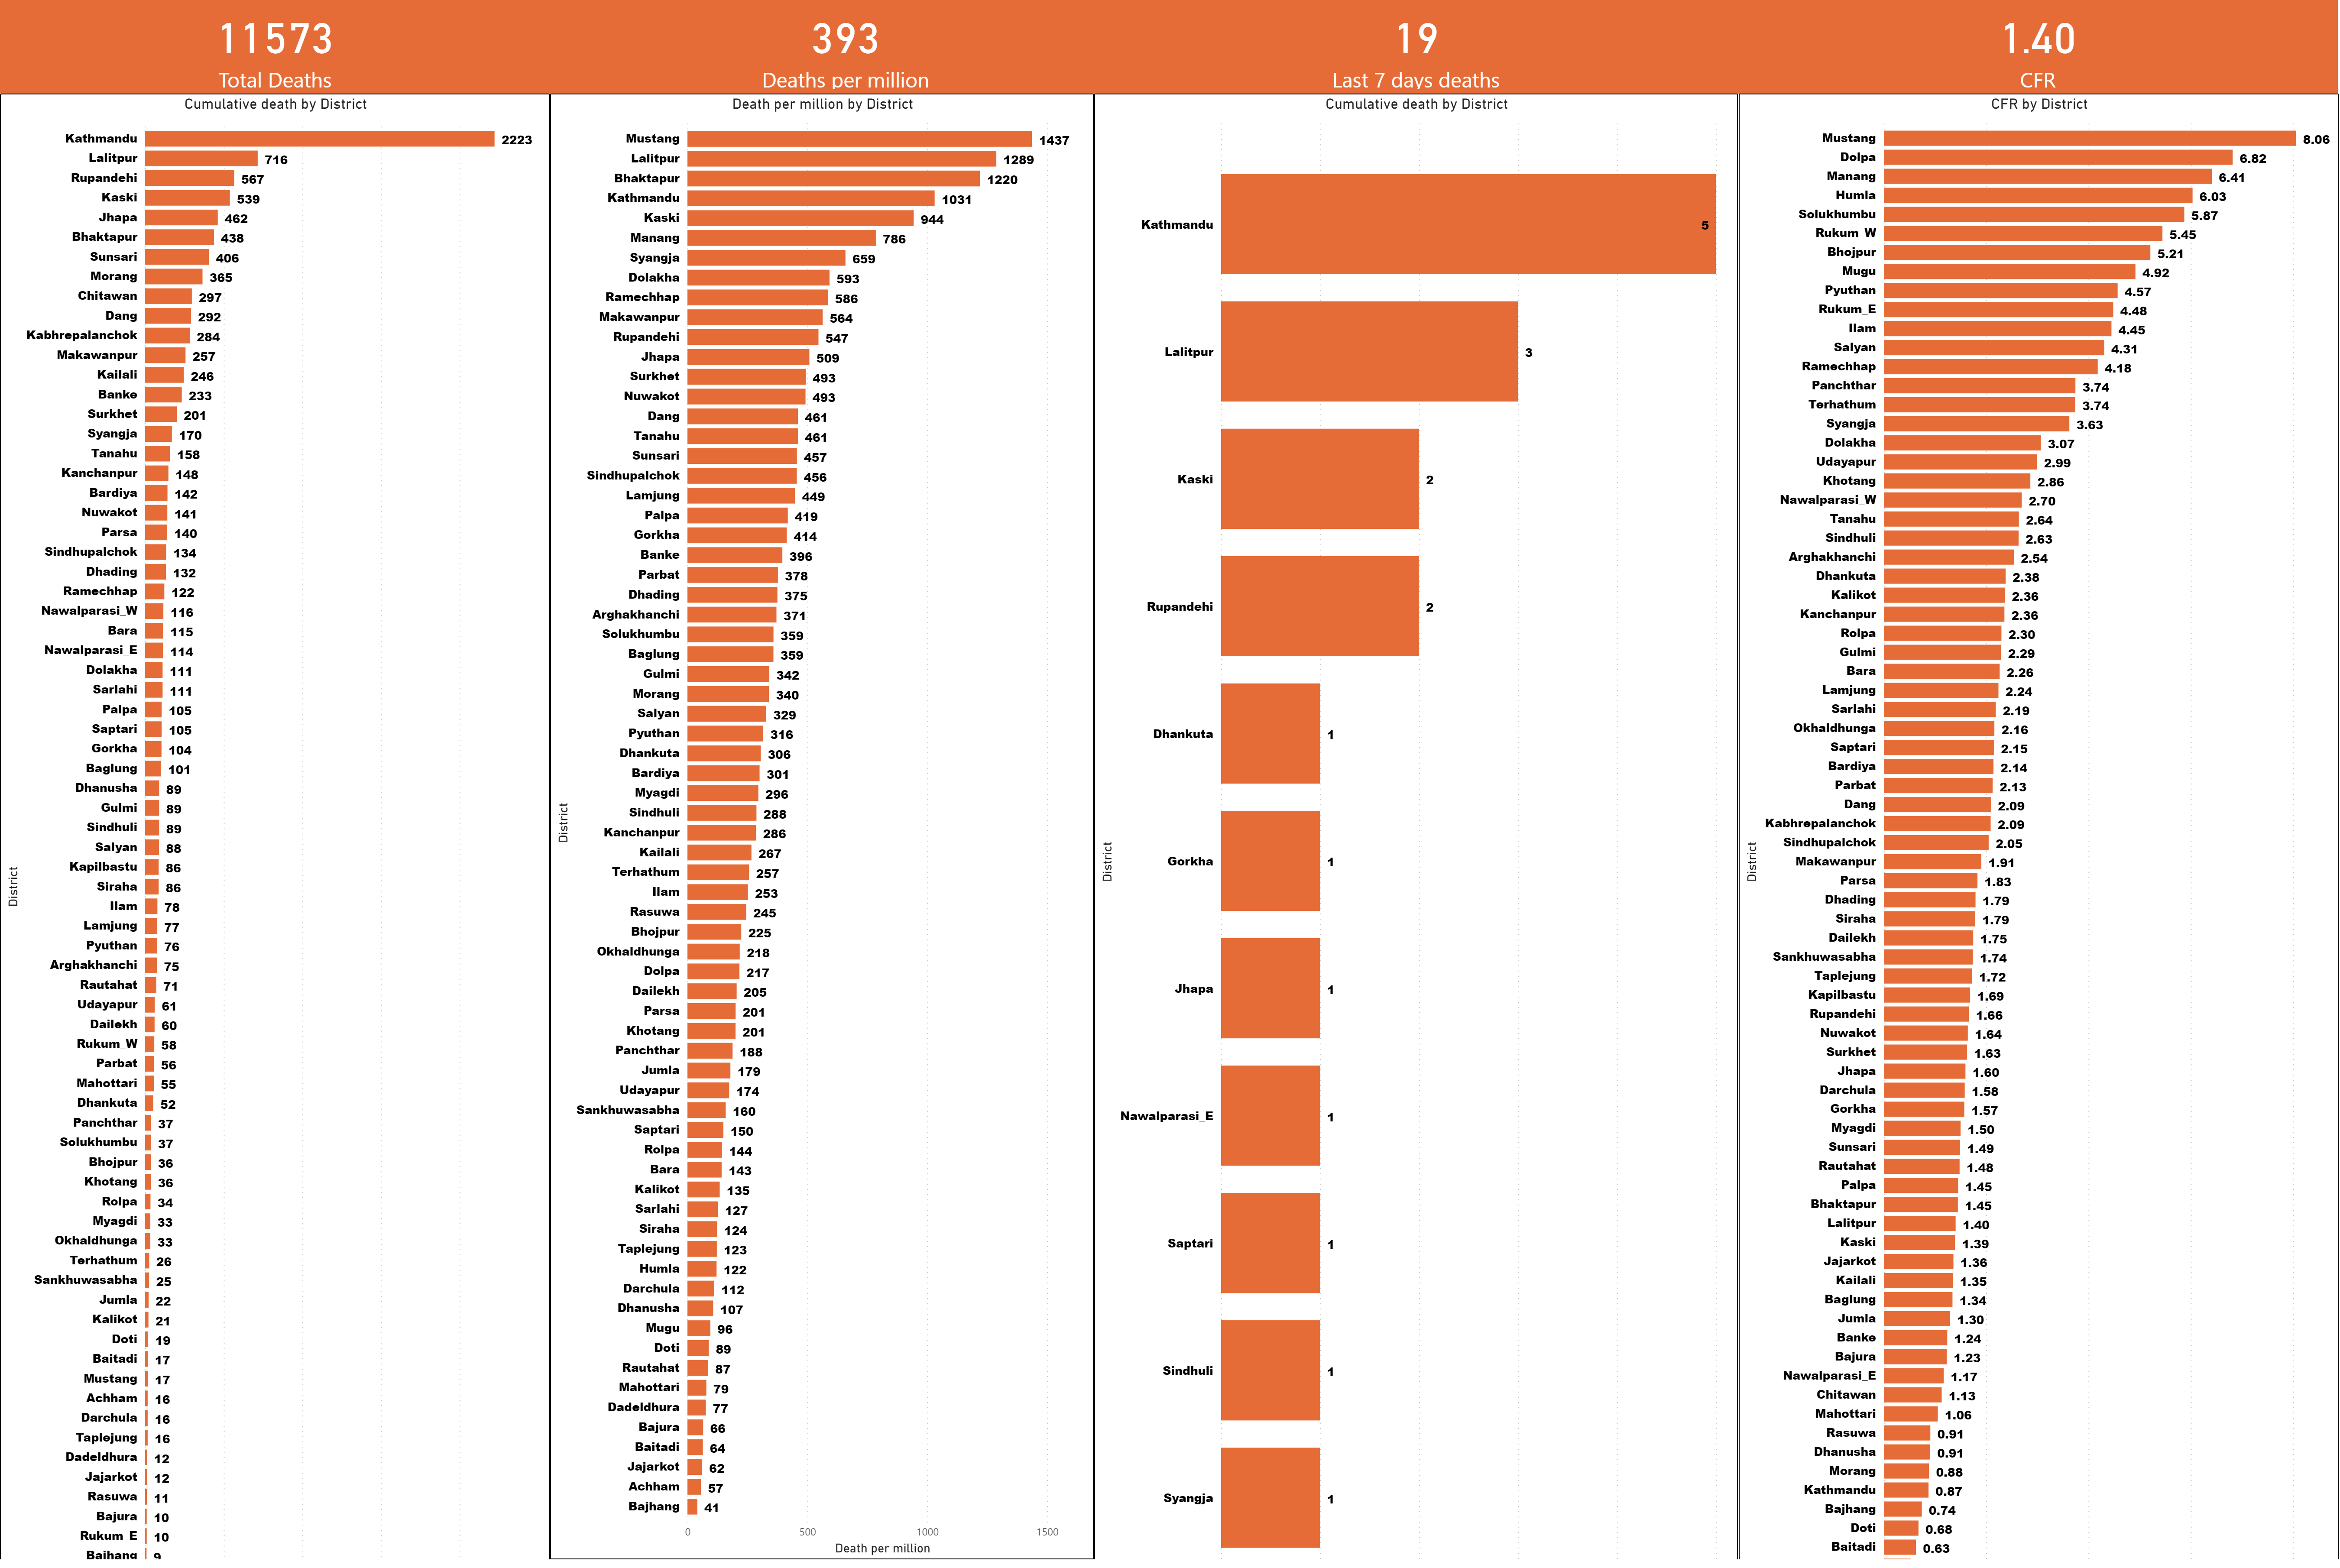 11573
Total Deaths
393
Deaths per million
19
Last 7 days deaths
1.40
CFR
Cumulative death by District
District
Kathmandu 2223
Lalitpur 716
Rupandehi 567
Kaski 539
Jhapa 462
Bhaktapur 438
Sunsari 406
Morang 365
Chitawan 297
Dang 292
Kabhrepalanchok 284
Makawanpur 257
Kailali 246
Banke 233
Surkhet 201
Syangja 170
Tanahu 158
Kanchanpur 148
Bardiya 142
Nuwakot 141
Parsa 140
Sindhupalchok 134
Dhading 132
Ramechhap 122
Nawalparasi_W 116
Bara 115
Nawalparasi_E 114
Dolakha 111
Sarlahi 111
Palpa 105
Saptari 105
Gorkha 104
Baglung 101
Dhanusha 89
Gulmi 89
Sindhuli 89
Salyan 88
Kapilbastu 86
Siraha 86
Ilam 78
Lamjung 77
Pyuthan 76
Arghakhanchi 75
Rautahat 71
Udayapur 61
Dailekh 60
Rukum_W 58
Parbat 56
Mahottari 55
Dhankuta 52
Panchthar 37
Solukhumbu 37
Bhojpur 36
Khotang 36
Rolpa 34
Myagdi 33
Okhaldhunga 33
Terhathum 26
Sankhuwasabha 25
Jumla 22
Kalikot 21
Doti 19
Baitadi 17
Mustang 17
Achham 16
Darchula 16
Taplejung 16
Dadeldhura 12
Jajarkot 12
Rasuwa 11
Bajura 10
Rukum_E 10
Bajhang 9
Death per million by District
District
Mustang 1437
Lalitpur 1289
Bhaktapur 1220
Kathmandu 1031
Kaski 944
Manang 786
Syangja 659
Dolakha 593
Ramechhap 586
Makawanpur 564
Rupandehi 547
Jhapa 509
Surkhet 493
Nuwakot 493
Dang 461
Tanahu 461
Sunsari 457
Sindhupalchok 456
Lamjung 449
Palpa 419
Gorkha 414
Banke 396
Parbat 378
Dhading 375
Arghakhanchi 371
Solukhumbu 359
Baglung 359
Gulmi 342
Morang 340
Salyan 329
Pyuthan 316
Dhankuta 306
Bardiya 301
Myagdi 296
Sindhuli 288
Kanchanpur 286
Kailali 267
Terhathum 257
Ilam 253
Rasuwa 245
Bhojpur 225
Okhaldhunga 218
Dolpa 217
Dailekh 205
Parsa 201
Khotang 201
Panchthar 188
Jumla 179
Udayapur 174
Sankhuwasabha 160
Saptari 150
Rolpa 144
Bara 143
Kalikot 135
Sarlahi 127
Siraha 124
Taplejung 123
Humla 122
Darchula 112
Dhanusha 107
Mugu 96
Doti 89
Rautahat 87
Mahottari 79
Dadeldhura 77
Bajura 66
Baitadi 64
Jajarkot 62
Achham 57
Bajhang 41
0 500 1000 1500
Death per million
Cumulative death by District
District
Kathmandu 5
Lalitpur 3
Kaski 2
Rupandehi 2
Dhankuta 1
Gorkha 1
Jhapa 1
Nawalparasi_E 1
Saptari 1
Sindhuli 1
Syangja 1
CFR by District
District
Mustang 8.06
Dolpa 6.82
Manang 6.41
Humla 6.03
Solukhumbu 5.87
Rukum_W 5.45
Bhojpur 5.21
Mugu 4.92
Pyuthan 4.57
Rukum_E 4.48
Ilam 4.45
Salyan 4.31
Ramechhap 4.18
Panchthar 3.74
Terhathum 3.74
Syangja 3.63
Dolakha 3.07
Udayapur 2.99
Khotang 2.86
Nawalparasi_W 2.70
Tanahu 2.64
Sindhuli 2.63
Arghakhanchi 2.54
Dhankuta 2.38
Kalikot 2.36
Kanchanpur 2.36
Rolpa 2.30
Gulmi 2.29
Bara 2.26
Lamjung 2.24
Sarlahi 2.19
Okhaldhunga 2.16
Saptari 2.15
Bardiya 2.14
Parbat 2.13
Dang 2.09
Kabhrepalanchok 2.09
Sindhupalchok 2.05
Makawanpur 1.91
Parsa 1.83
Dhading 1.79
Siraha 1.79
Dailekh 1.75
Sankhuwasabha 1.74
Taplejung 1.72
Kapilbastu 1.69
Rupandehi 1.66
Nuwakot 1.64
Surkhet 1.63
Jhapa 1.60
Darchula 1.58
Gorkha 1.57
Myagdi 1.50
Sunsari 1.49
Rautahat 1.48
Palpa 1.45
Bhaktapur 1.45
Lalitpur 1.40
Kaski 1.39
Jajarkot 1.36
Kailali 1.35
Baglung 1.34
Jumla 1.30
Banke 1.24
Bajura 1.23
Nawalparasi_E 1.17
Chitawan 1.13
Mahottari 1.06
Rasuwa 0.91
Dhanusha 0.91
Morang 0.88
Kathmandu 0.87
Bajhang 0.74
Doti 0.68
Baitadi 0.63